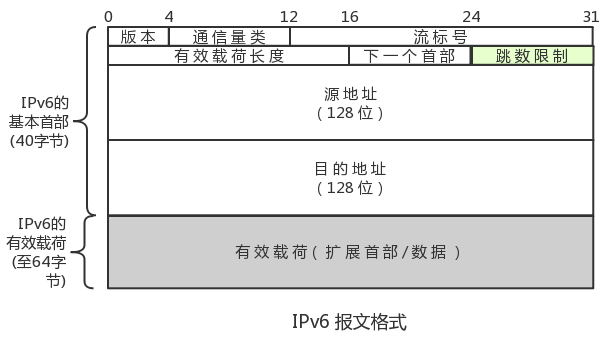 0 4 12 16 24 31
版本 通信量类 流标号
有效载荷长度 下一个首部 跳数限制
源地址
(128位)
IPv6的
基本首部
(40字节)
目的地址
(128位)
IPv6的
有效载荷
(至64字
节)
有效载荷(扩展首部/数据)
IPv6 报文格式